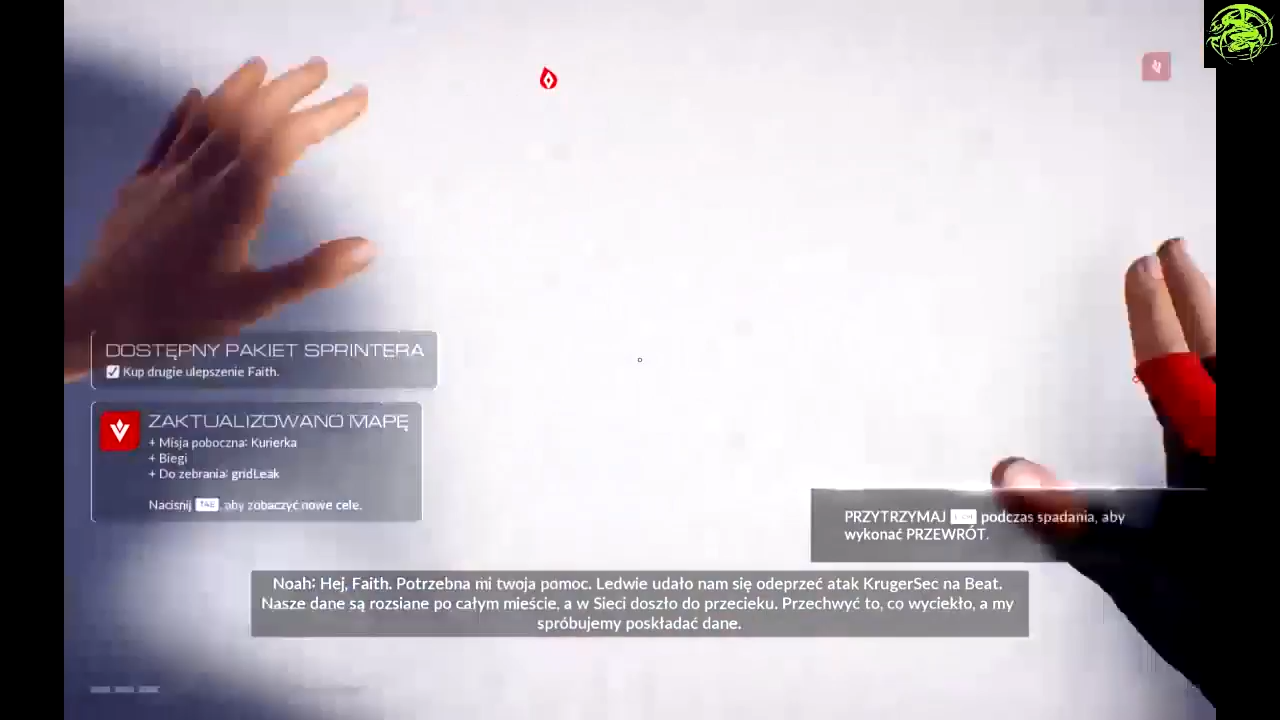 DOSTĘPNY PAKIET SPRINTERA
Kup drugie ulepszenie Faith.
ZAKTUALIZOWANO MAPĘ
+ Misja poboczna: Kurierka
+ Biegi
+ Do zebrania: gridLeak
Naciśnij TAB aby zobaczyć nowe cele.
PRZYTRZYMAJ podczas spadania, aby
wykonać PRZEWRÓT.
Noah: Hej, Faith. Potrzebna mi twoja pomoc. Ledwie udało nam się odeprzeć atak KrugerSec na Beat.
Nasze dane są rozsiane po całym mieście, a w Sieci doszło do przecieku. Przechwyć to, co wyciekło, a my
spróbujemy poskładać dane.